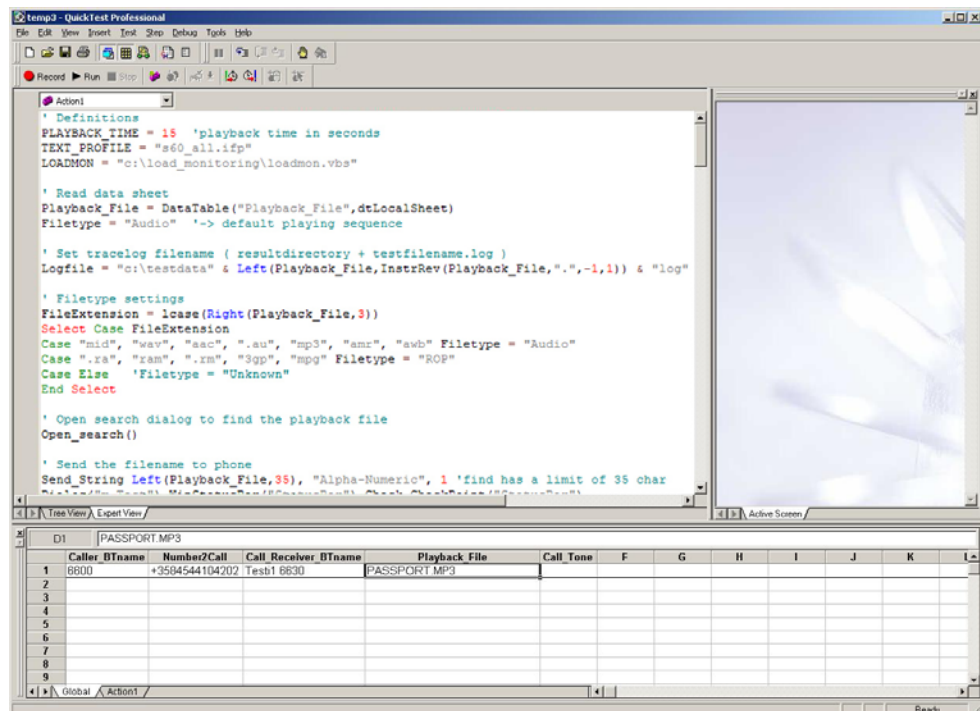 temp3 - QuickTest Professional
File Edit View Insert Test Step Debug Tools Help
Record Run Stop
Action1
' Definitions
PLAYBACK_TIME = 15 'playback time in seconds
TEXT_PROFILE = "s60_all.ifp"
LOADMON = "c:\load_monitoring\loadmon.vbs"
' Read data sheet
Playback_File = DataTable("Playback_File",dtLocalSheet)
Filetype = "Audio" '-> default playing sequence
' Set tracelog filename ( resultdirectory + testfilename.log )
Logfile = "c:\testdata" & Left(Playback_File,InstrRev(Playback_File,".",-1,1)) & "log"
' Filetype settings
FileExtension = lcase(Right(Playback_File,3))
Select Case FileExtension
Case "mid", "wav", "aac", ".au", "mp3", "amr", "awb" Filetype = "Audio"
Case ".ra", "ram", ".rm", "3gp", "mpg" Filetype = "ROP"
Case Else 'Filetype = "Unknown"
End Select
' Open search dialog to find the playback file
Open_search()
' Send the filename to phone
Send_String Left(Playback_File,35), "Alpha-Numeric", 1 'find has a limit of 35 char
Tree View Expert View Active Screen
D1 PASSPORT.MP3
Caller_BTname Number2Call Call_Receiver_BTname Playback_File Call_Tone F G H I J K L
1 6600 +3584544104202 Testi1 6630 PASSPORT.MP3
2
3
4
5
6
7
8
9
Global Action1
Ready